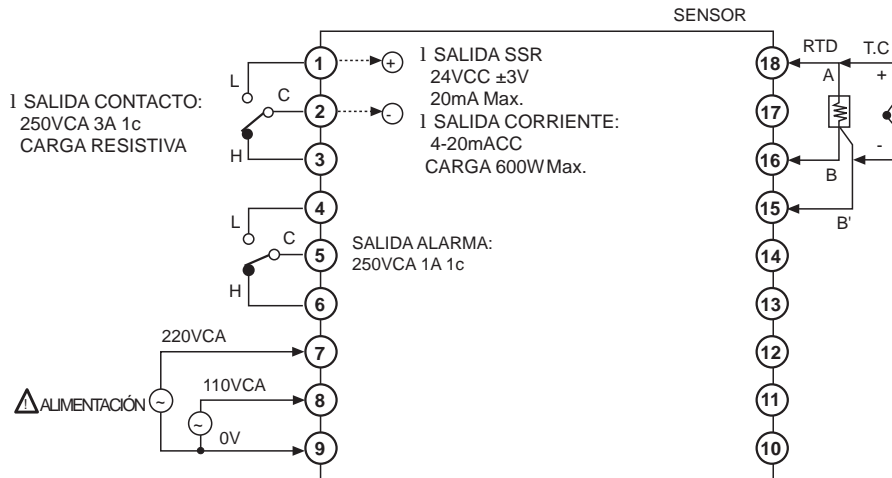 SENSOR
1
L
C
2
3
H
l SALIDA CONTACTO:
250VCA 3A 1c
CARGA RESISTIVA
+
-
l SALIDA SSR
24VCC ±3V
20mA Max.
l SALIDA CORRIENTE:
4-20mACC
CARGA 600WMax.
4
L
C
5
H
6
SALIDA ALARMA:
250VCA 1A 1c
220VCA
7
110VCA
8
! ALIMENTACIÓN ~
~
0V
9
18
RTD
T.C
A
+
17
16
B
-
15
B'
14
13
12
11
10